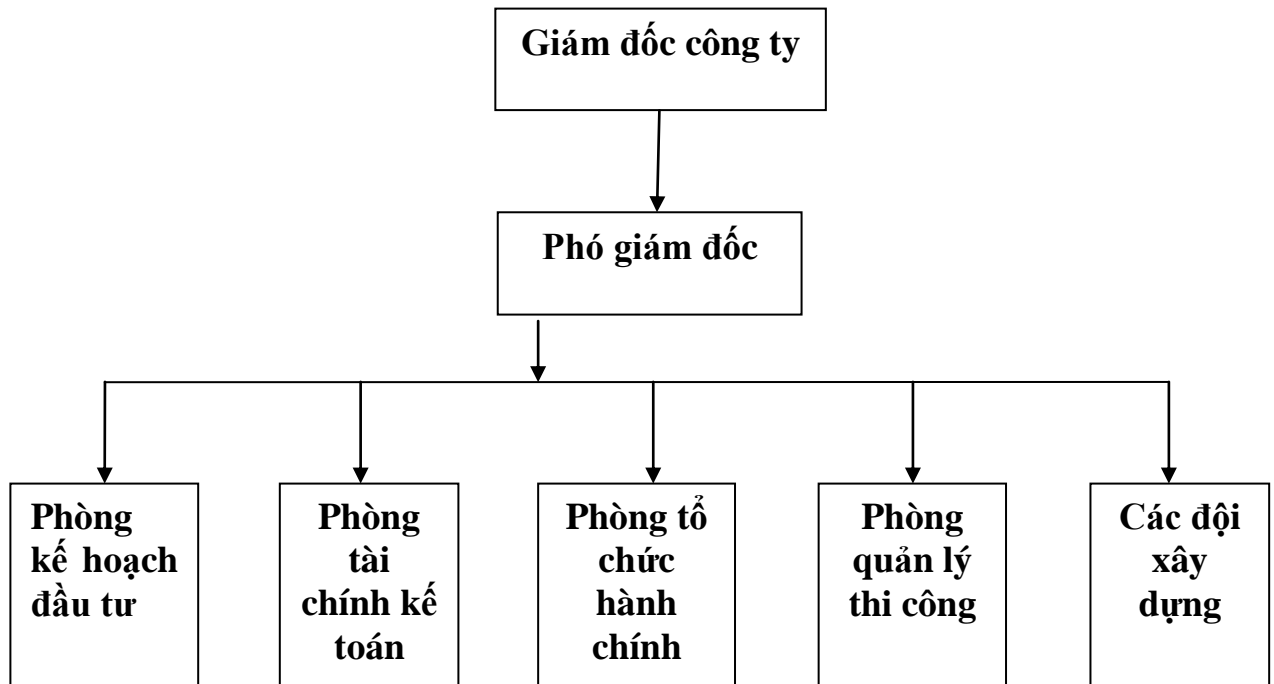 Giám đốc công ty
Phó giám đốc
Phòng
kế hoạch
đầu tư
Phòng
tài
chính kế
toán
Phòng tổ
chức
hành
chính
Phòng
quản lý
thi công
Các đội
xây
dựng